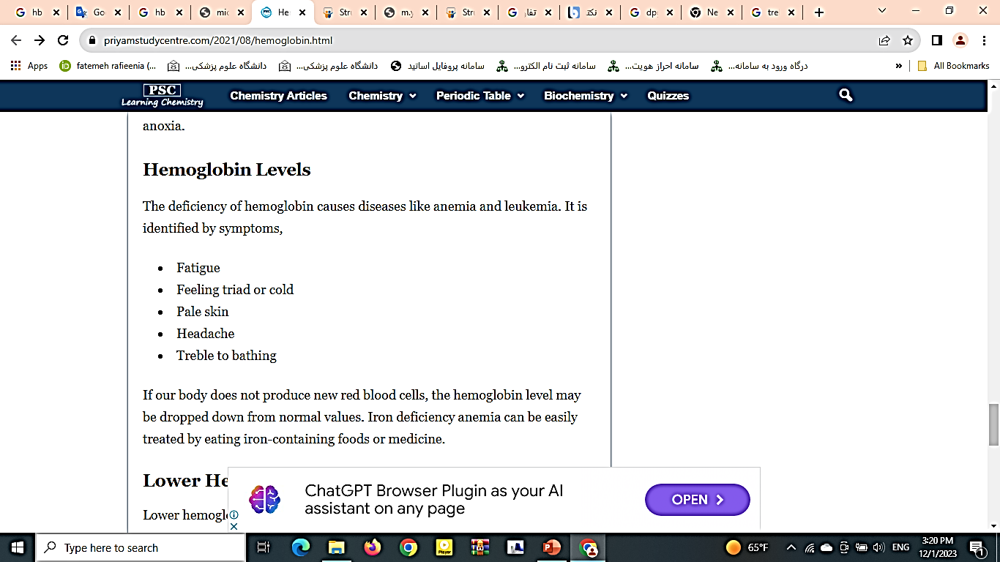 hb
Go
hb
mic
He
Stru
m.y
Stru
تفار
نکت
dp
Ne
tre
priyamstudycentre.com/2021/08/hemoglobin.html
Apps
fatemeh rafieenia (...
دانشگاه علوم پزشکی...
دانشگاه علوم پزشکی...
سامانه پروفایل اساتید
سامانه ثبت نام الکترو...
سامانه احراز هویت...
درگاه ورود به سامانه...
»
All Bookmarks
PSC
Learning Chemistry
Chemistry Articles
Chemistry
Periodic Table
Biochemistry
Quizzes
anoxia.
Hemoglobin Levels
The deficiency of hemoglobin causes diseases like anemia and leukemia. It is
identified by symptoms,
• Fatigue
• Feeling triad or cold
• Pale skin
• Headache
• Treble to bathing
If our body does not produce new red blood cells, the hemoglobin level may
be dropped down from normal values. Iron deficiency anemia can be easily
treated by eating iron-containing foods or medicine.
Lower He
Lower hemogl
ChatGPT Browser Plugin as your AI
assistant on any page
OPEN
Type here to search
Player
65°F
ENG
3:20 PM
12/1/2023
1